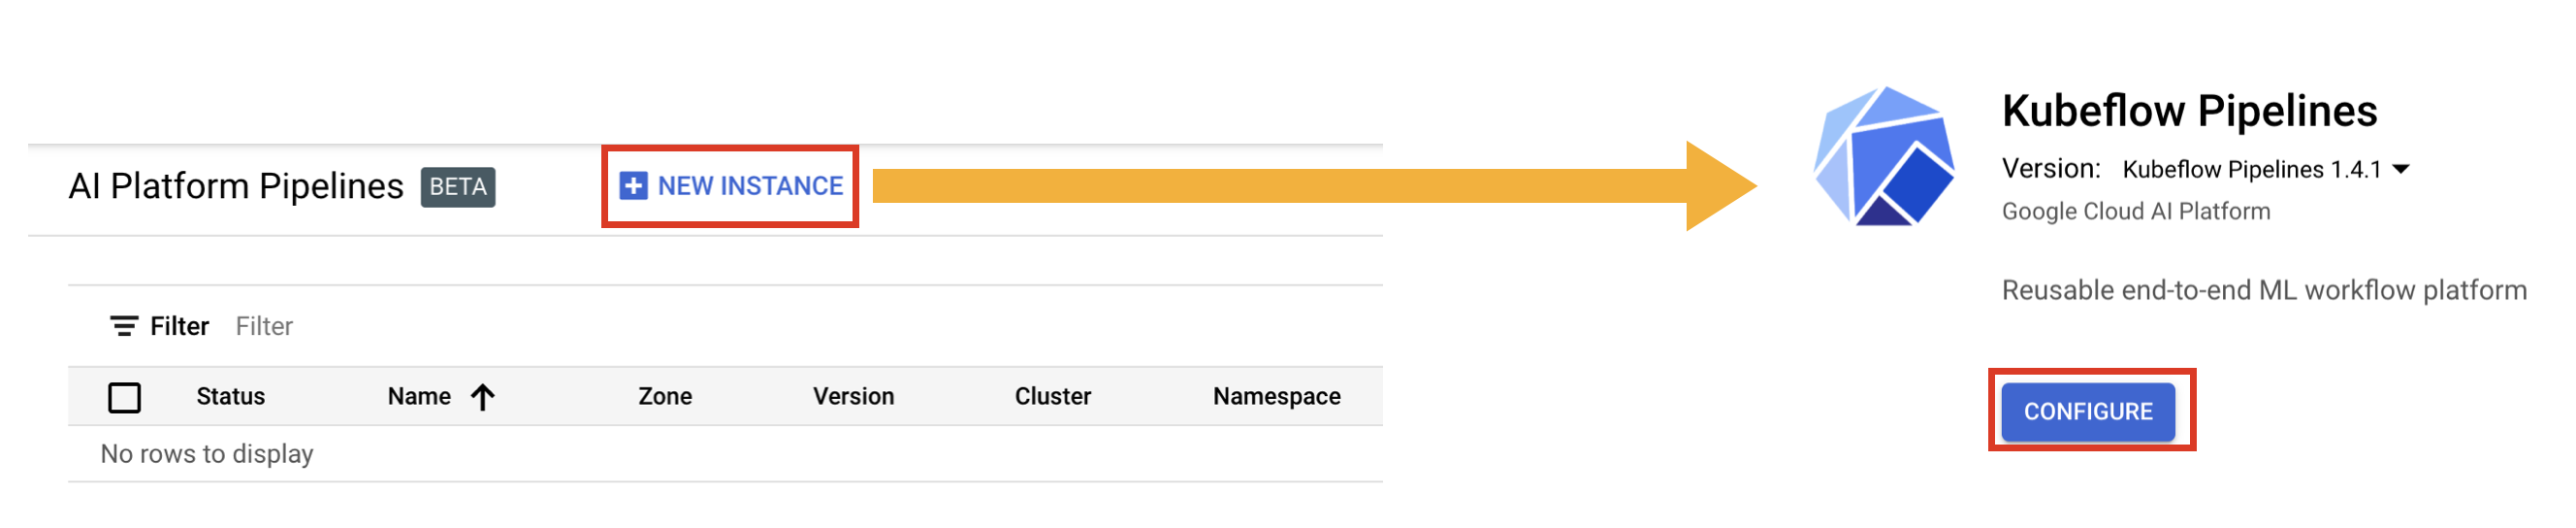 AI Platform Pipelines BETA NEW INSTANCE
Filter Filter
Status Name Zone Version Cluster Namespace
No rows to display
Kubeflow Pipelines
Version: Kubeflow Pipelines 1.4.1
Google Cloud AI Platform
Reusable end-to-end ML workflow platform
CONFIGURE